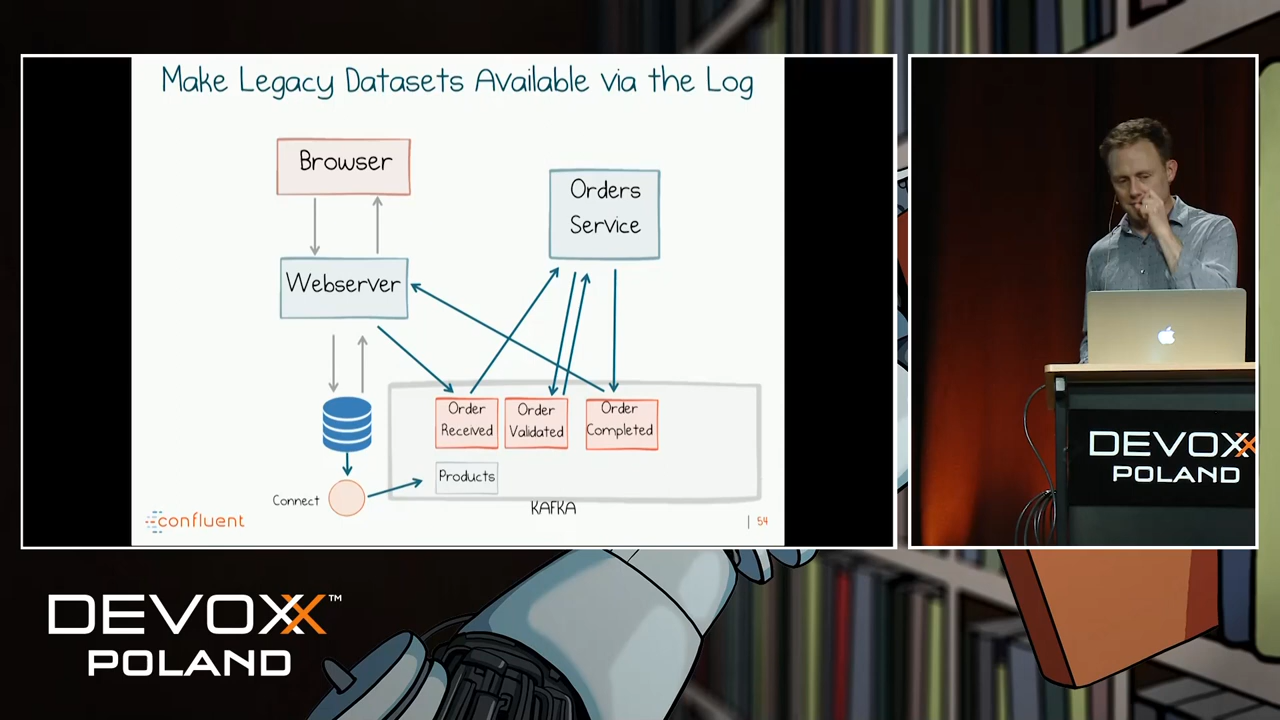 Make Legacy Datasets Available via the Log
Browser
Orders
Service
Webserver
Order
Received
Order
Validated
Order
Completed
Products
Connect
KAFKA
confluent
| 54
DEVOXX
POLAND
DEVOXX™
POLAND